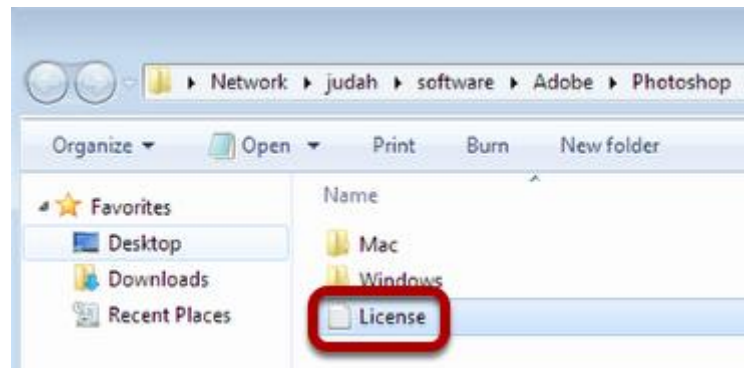 Network ▸ judah ▸ software ▸ Adobe ▸ Photoshop
Organize ▾ Open ▾ Print Burn New folder
Favorites
Desktop
Downloads
Recent Places
Name
Mac
Windows
License